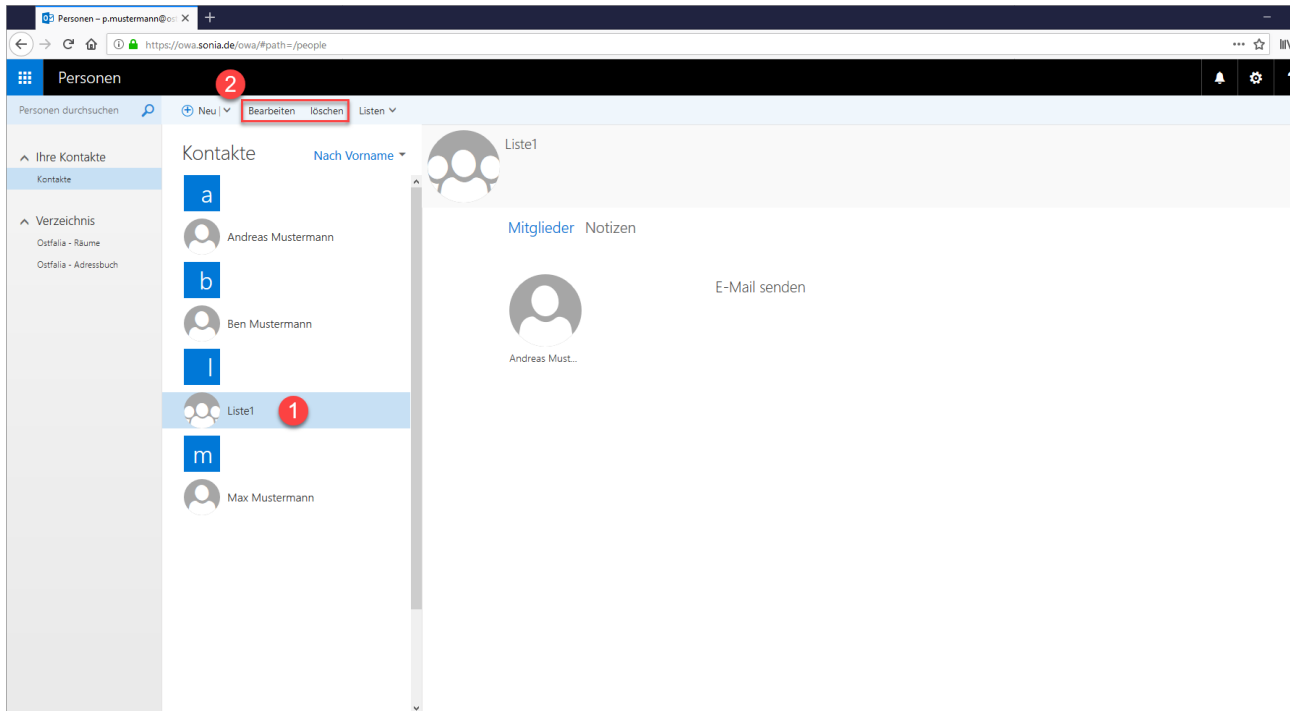 Personen – p.mustermann@os
https://owa.sonia.de/owa/#path=/people
Personen
2
Personen durchsuchen
Neu
Bearbeiten
löschen
Listen
Ihre Kontakte
Kontakte
Verzeichnis
Ostfalia - Räume
Ostfalia - Adressbuch
Kontakte
Nach Vorname
a
Andreas Mustermann
b
Ben Mustermann
l
Liste1
1
m
Max Mustermann
Liste1
Mitglieder
Notizen
Andreas Must...
E-Mail senden